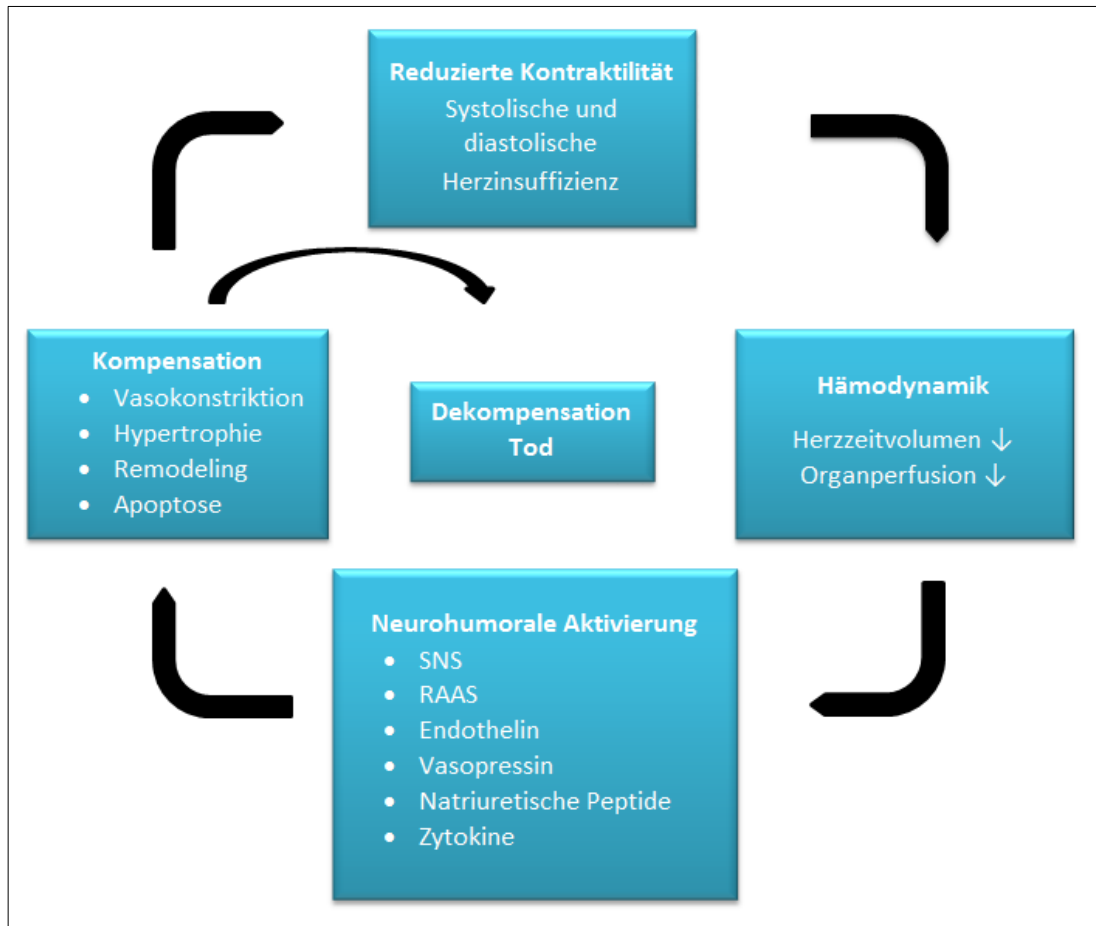 Reduzierte Kontraktilität
Systolische und
diastolische
Herzinsuffizienz
Kompensation
• Vasokonstriktion
• Hypertrophie
• Remodeling
• Apoptose
Dekompensation
Tod
Hämodynamik
Herzzeitvolumen ↓
Organperfusion ↓
Neurohumorale Aktivierung
• SNS
• RAAS
• Endothelin
• Vasopressin
• Natriuretische Peptide
• Zytokine